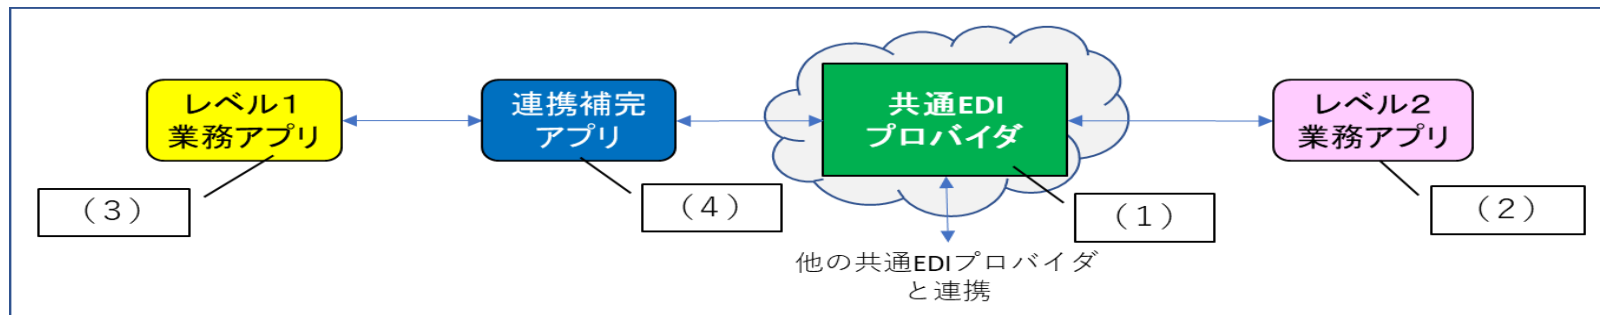 レベル１
業務アプリ
連携補完
アプリ
共通EDI
プロバイダ
レベル２
業務アプリ
（３）
（４）
（１）
（２）
他の共通EDIプロバイダ
と連携